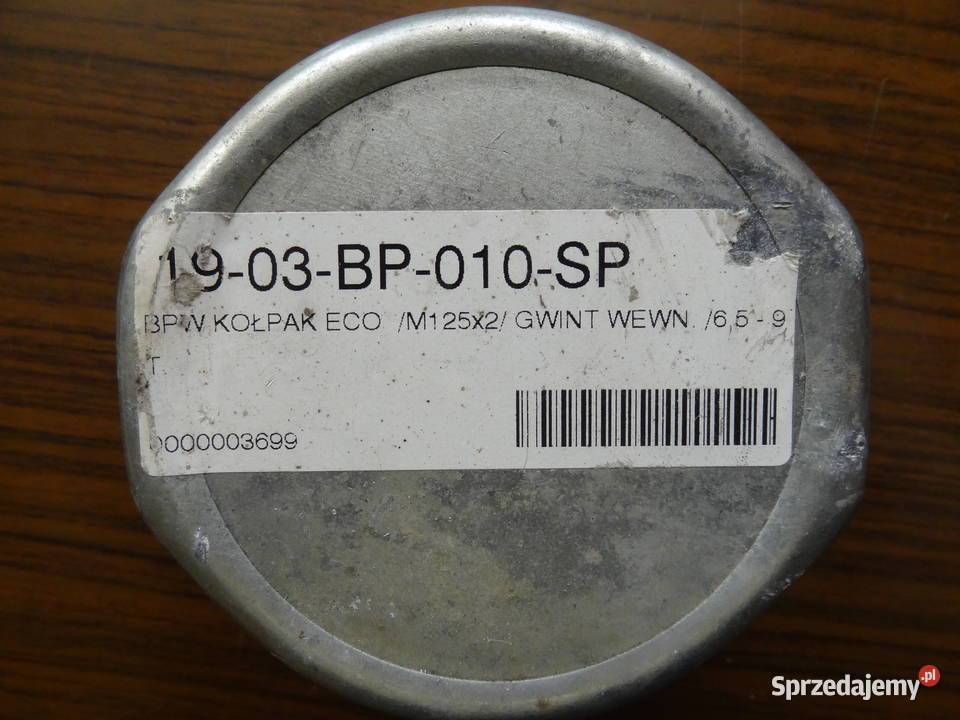 19-03-BP-010-SP
BPW KOŁPAK ECO /M125x2/ GWINT WEWN. /6,5 - 9
T
0000003699
Sprzedajemy.pl